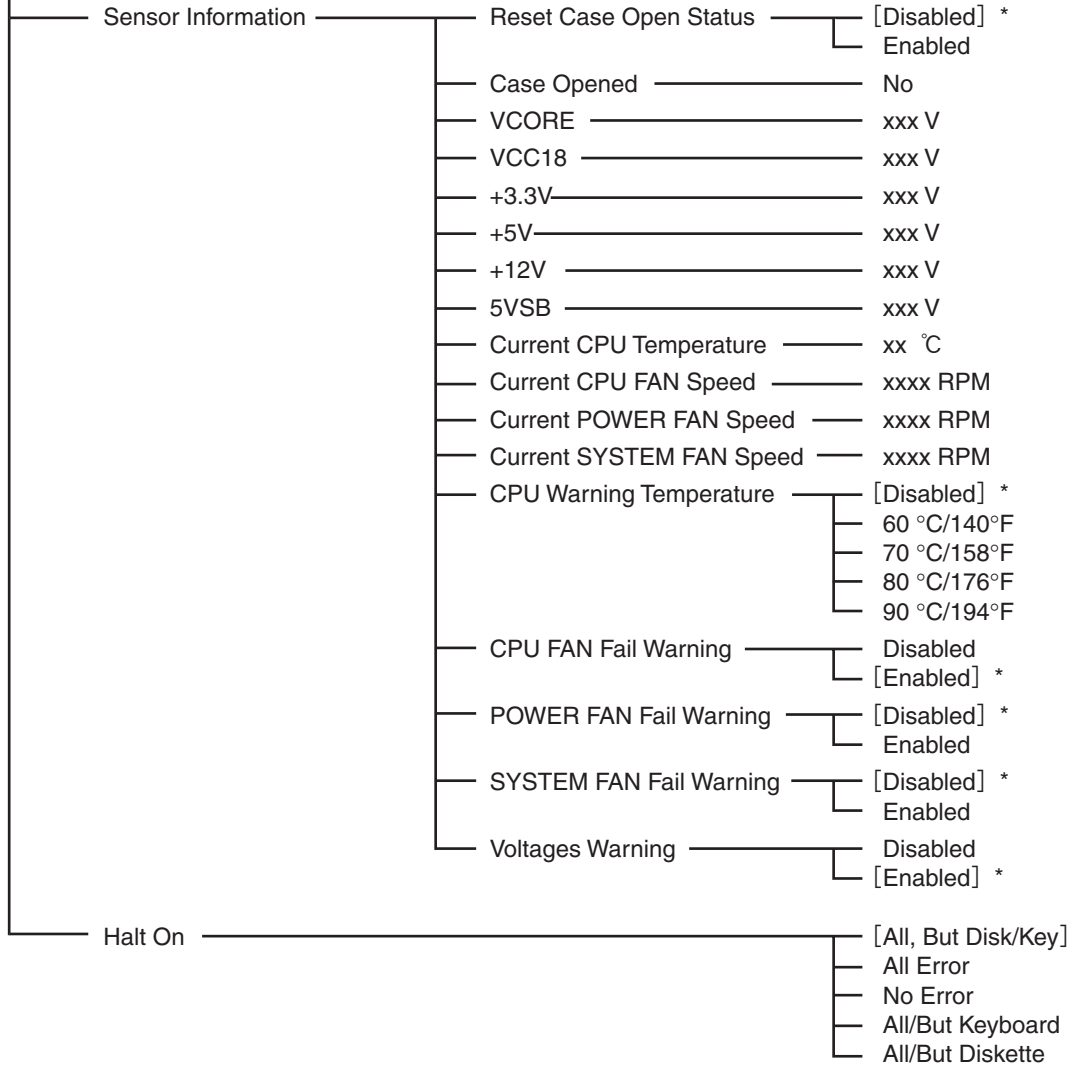 Sensor Information Reset Case Open Status [Disabled] *
Enabled
Case Opened No
VCORE xxx V
VCC18 xxx V
+3.3V xxx V
+5V xxx V
+12V xxx V
5VSB xxx V
Current CPU Temperature xx ℃
Current CPU FAN Speed xxxx RPM
Current POWER FAN Speed xxxx RPM
Current SYSTEM FAN Speed xxxx RPM
CPU Warning Temperature [Disabled] *
60 °C/140°F
70 °C/158°F
80 °C/176°F
90 °C/194°F
CPU FAN Fail Warning Disabled
[Enabled] *
POWER FAN Fail Warning [Disabled] *
Enabled
SYSTEM FAN Fail Warning [Disabled] *
Enabled
Voltages Warning Disabled
[Enabled] *
Halt On [All, But Disk/Key]
All Error
No Error
All/But Keyboard
All/But Diskette